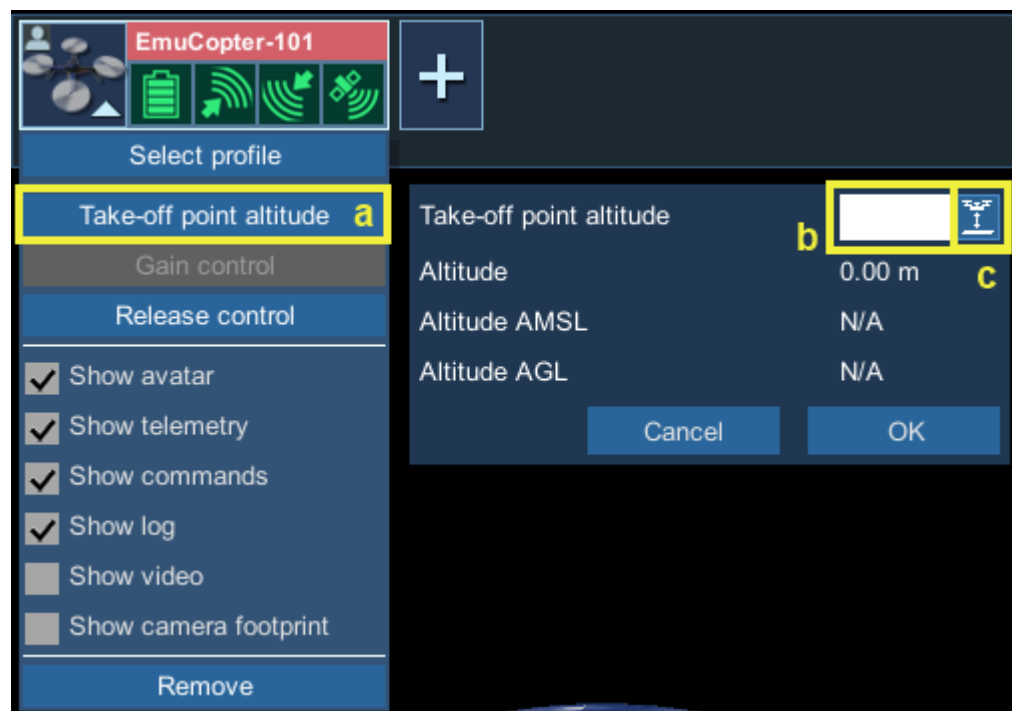 EmuCopter-101
Select profile
Take-off point altitude a
Gain control
Release control
Show avatar
Show telemetry
Show commands
Show log
Show video
Show camera footprint
Remove
Take-off point altitude b
Altitude 0.00 m c
Altitude AMSL N/A
Altitude AGL N/A
Cancel OK